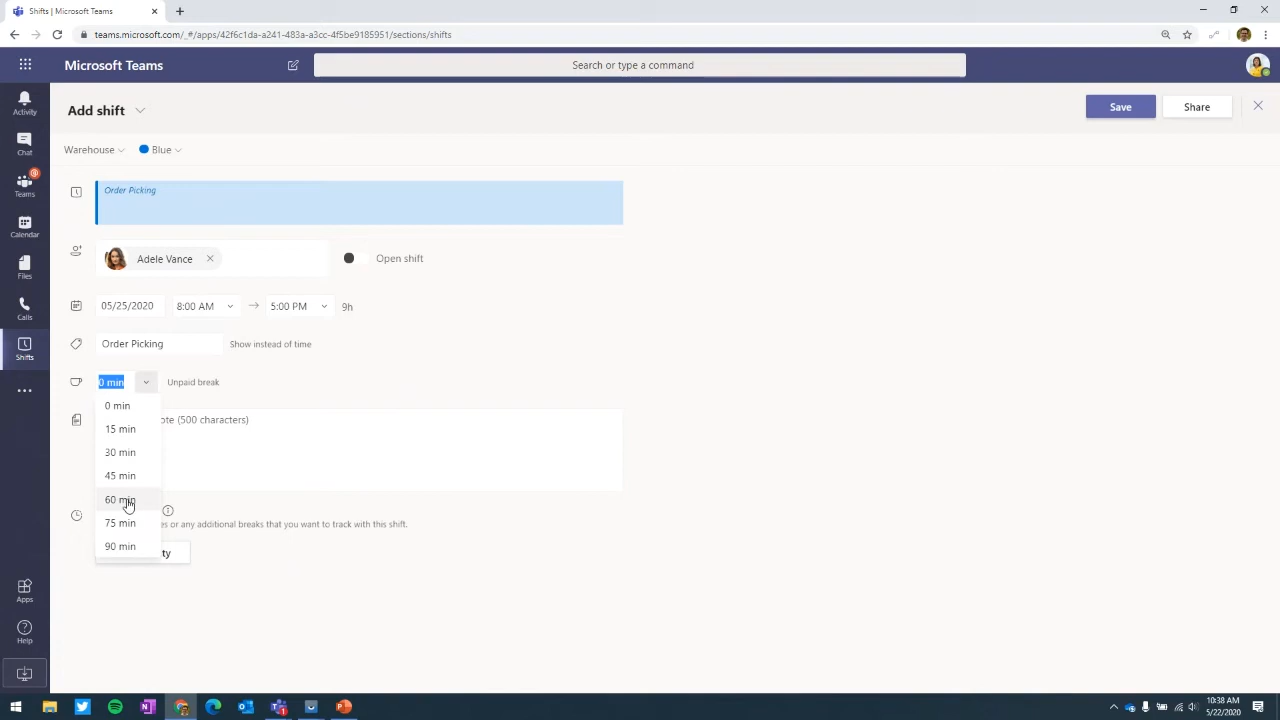 Shifts | Microsoft Teams
teams.microsoft.com/_#/apps/42f6c1da-a241-483a-a3cc-4f5be9185951/sections/shifts
Microsoft Teams
Search or type a command
Activity
Chat
Teams
Calendar
Files
Calls
Shifts
Apps
Help
Add shift
Save
Share
Warehouse
Blue
Order Picking
Adele Vance
Open shift
05/25/2020
8:00 AM
5:00 PM
9h
Order Picking
Show instead of time
0 min
Unpaid break
0 min
15 min
30 min
45 min
60 min
75 min
90 min
ote (500 characters)
es or any additional breaks that you want to track with this shift.
ty
10:38 AM
5/22/2020